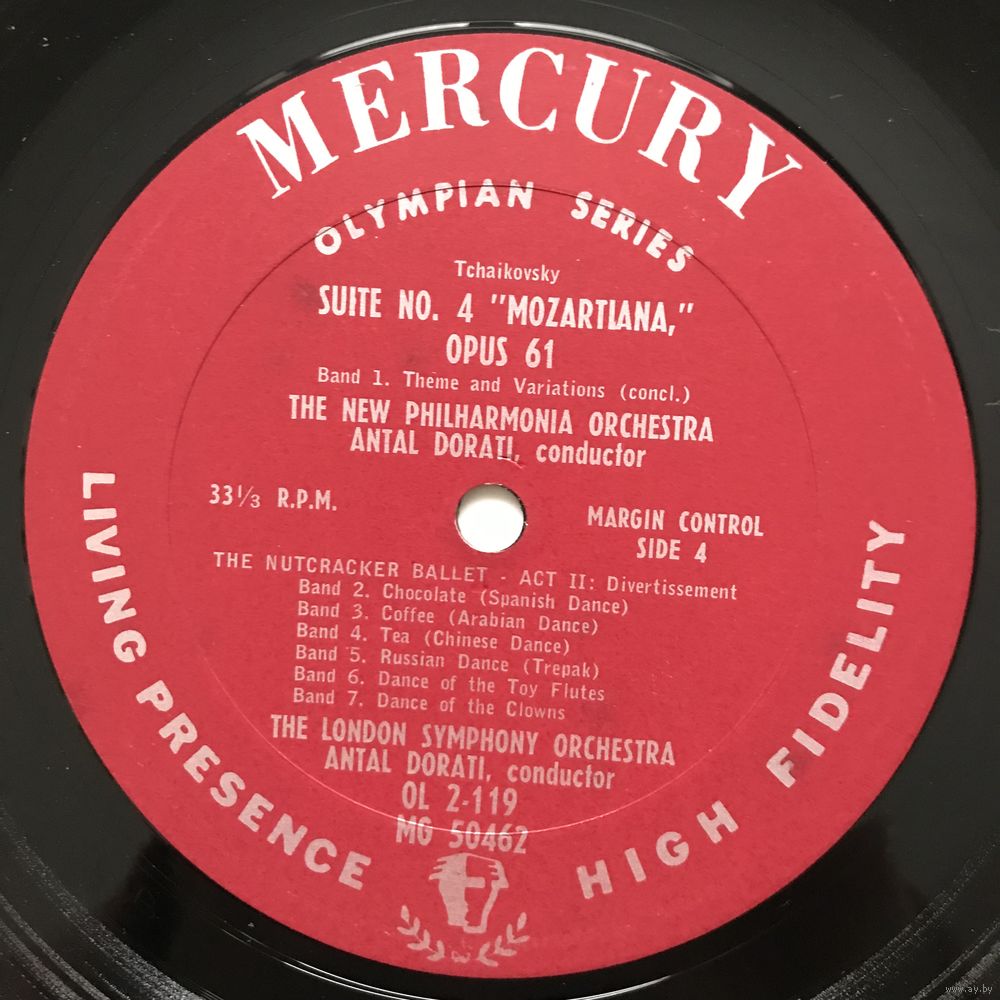 MERCURY
OLYMPIAN SERIES
Tchaikovsky
SUITE NO. 4 "MOZARTIANA,"
OPUS 61
Band 1. Theme and Variations (concl.)
THE NEW PHILHARMONIA ORCHESTRA
ANTAL DORATI, conductor
33⅓ R.P.M.
MARGIN CONTROL
SIDE 4
THE NUTCRACKER BALLET - ACT II: Divertissement
Band 2. Chocolate (Spanish Dance)
Band 3. Coffee (Arabian Dance)
Band 4. Tea (Chinese Dance)
Band 5. Russian Dance (Trepak)
Band 6. Dance of the Toy Flutes
Band 7. Dance of the Clowns
THE LONDON SYMPHONY ORCHESTRA
ANTAL DORATI, conductor
OL 2-119
MG 50462
LIVING PRESENCE
HIGH FIDELITY
www.ay.by